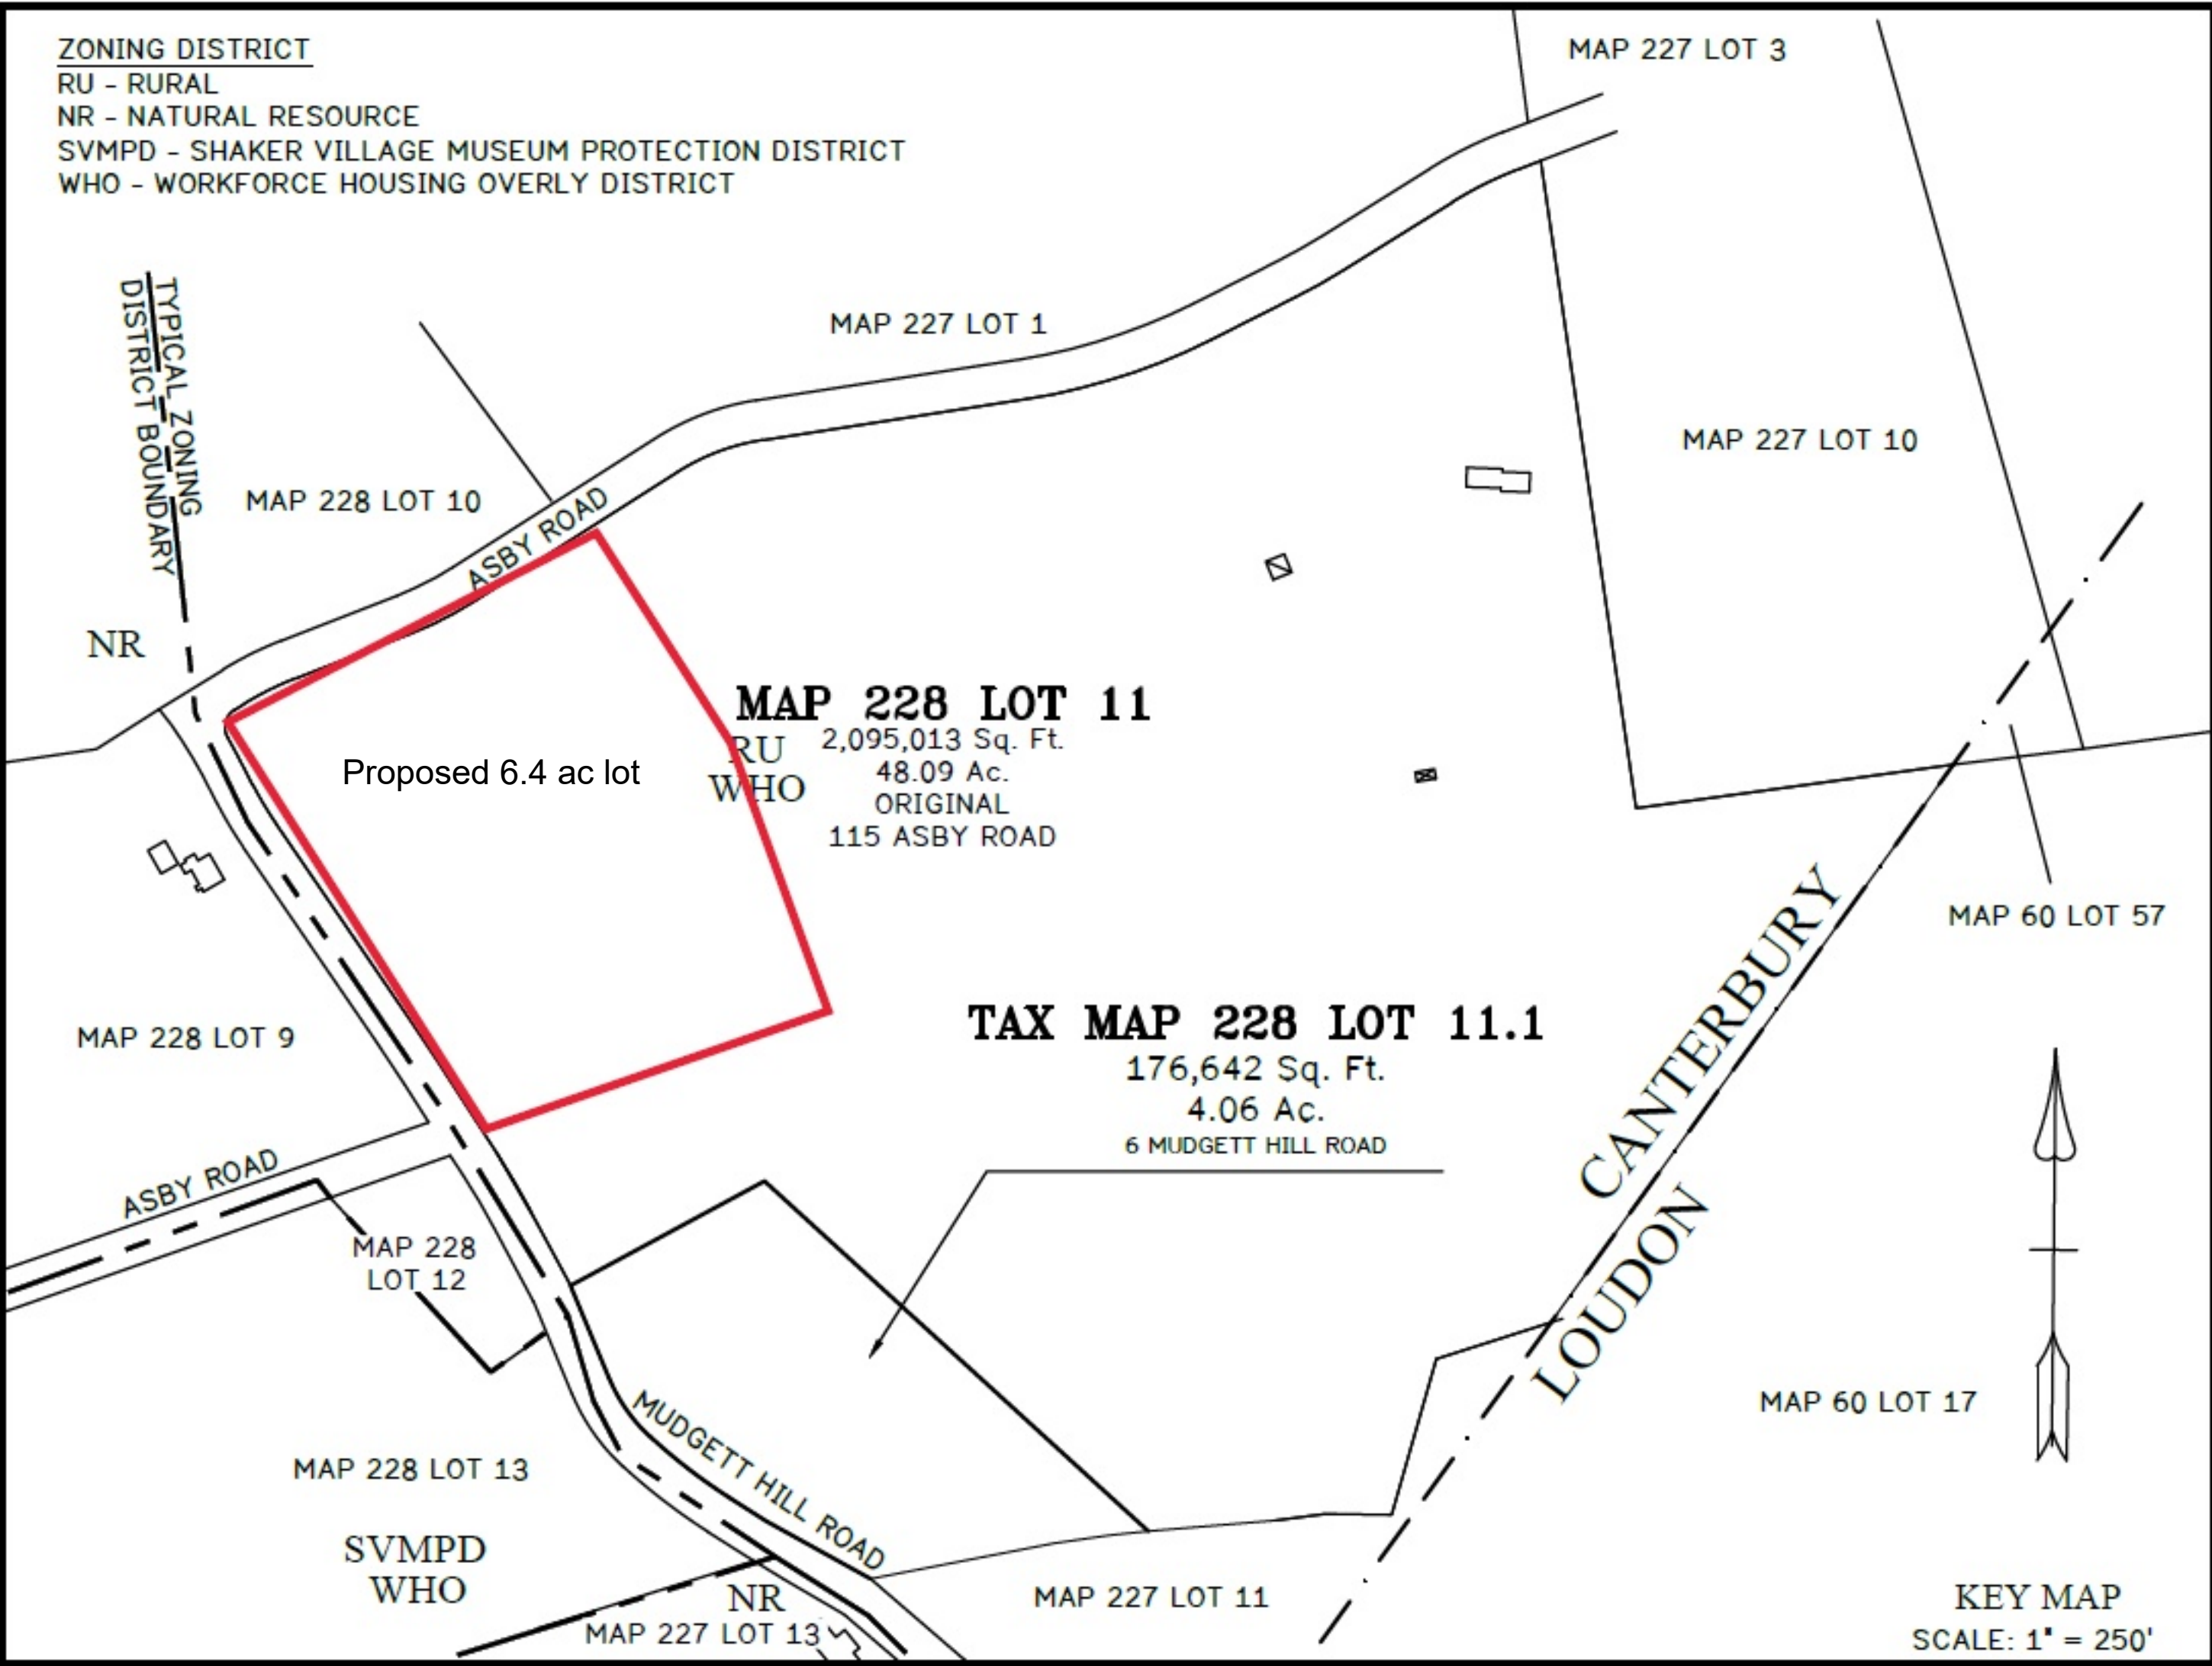 ZONING DISTRICT
RU - RURAL
NR - NATURAL RESOURCE
SVMPD - SHAKER VILLAGE MUSEUM PROTECTION DISTRICT
WHO - WORKFORCE HOUSING OVERLY DISTRICT
MAP 227 LOT 3
TYPICAL ZONING
DISTRICT BOUNDARY
MAP 227 LOT 1
MAP 227 LOT 10
MAP 228 LOT 10
ASBY ROAD
NR
MAP 228 LOT 11
2,095,013 Sq. Ft.
48.09 Ac.
ORIGINAL
115 ASBY ROAD
RU
WHO
Proposed 6.4 ac lot
MAP 60 LOT 57
CANTERBURY
LOUDON
MAP 228 LOT 9
TAX MAP 228 LOT 11.1
176,642 Sq. Ft.
4.06 Ac.
6 MUDGETT HILL ROAD
ASBY ROAD
MAP 228
LOT 12
MAP 60 LOT 17
MUDGETT HILL ROAD
MAP 228 LOT 13
SVMPD
WHO
NR
MAP 227 LOT 13
MAP 227 LOT 11
KEY MAP
SCALE: 1" = 250'